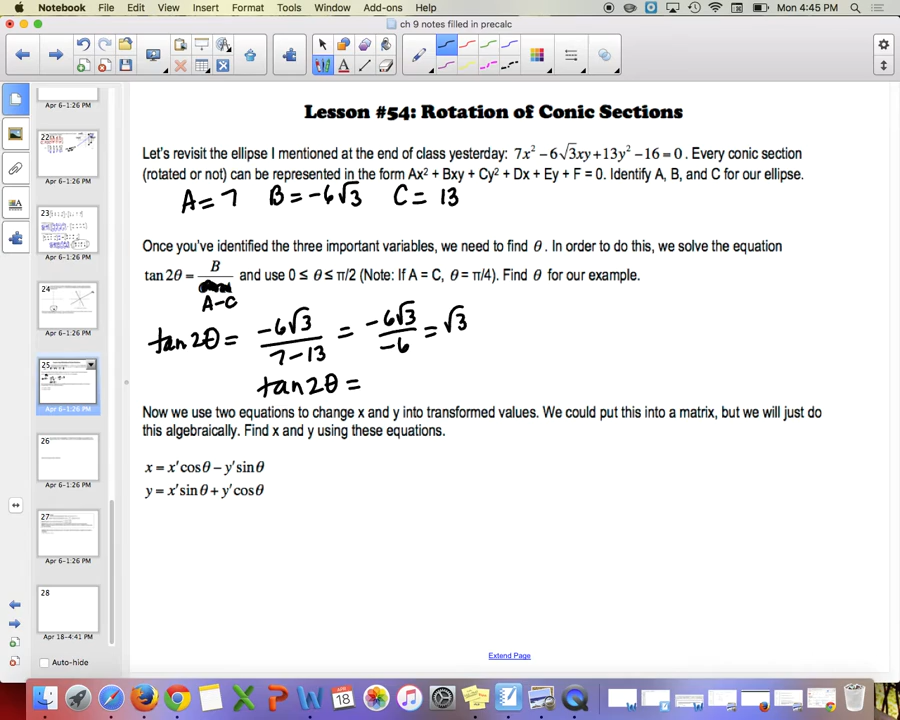 Notebook File Edit View Insert Format Tools Window Add-ons Help Mon 4:45 PM
ch 9 notes filled in precalc
Apr 6-1:26 PM
22
Apr 6-1:26 PM
23
Apr 6-1:26 PM
24
Apr 6-1:26 PM
25
Apr 6-1:26 PM
26
Apr 6-1:26 PM
27
Apr 6-1:26 PM
28
Apr 18-4:41 PM
Auto-hide
Lesson #54: Rotation of Conic Sections
Let's revisit the ellipse I mentioned at the end of class yesterday: 7x² − 6√3xy + 13y² − 16 = 0. Every conic section
(rotated or not) can be represented in the form Ax² + Bxy + Cy² + Dx + Ey + F = 0. Identify A, B, and C for our ellipse.
A = 7 B = −6√3 C = 13
Once you've identified the three important variables, we need to find θ. In order to do this, we solve the equation
tan 2θ = B / A−C and use 0 ≤ θ ≤ π/2 (Note: If A = C, θ = π/4). Find θ for our example.
tan 2θ = −6√3 / 7−13 = −6√3 / −6 = √3
tan 2θ =
Now we use two equations to change x and y into transformed values. We could put this into a matrix, but we will just do
this algebraically. Find x and y using these equations.
x = x′cosθ − y′sinθ
y = x′sinθ + y′cosθ
Extend Page